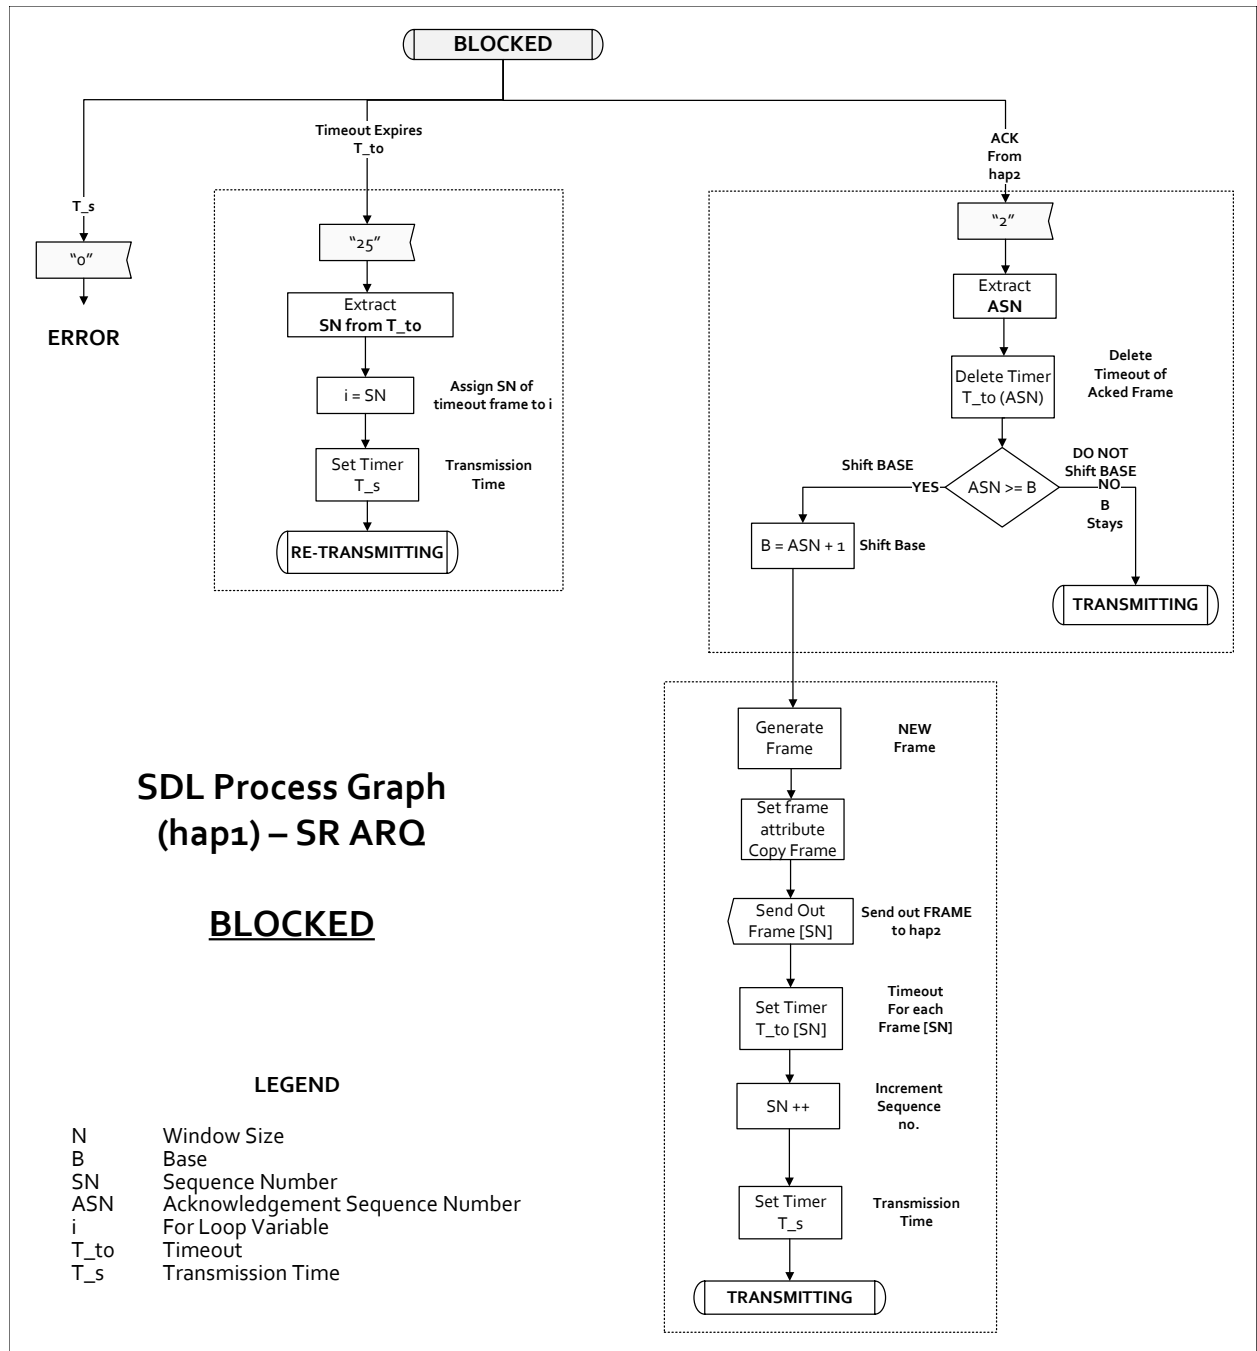 BLOCKED
T_s
"0"
ERROR
Timeout Expires
T_to
"25"
Extract
SN from T_to
i = SN
Assign SN of
timeout frame to i
Set Timer
T_s
Transmission
Time
RE-TRANSMITTING
ACK
From
hap2
"2"
Extract
ASN
Delete Timer
T_to (ASN)
Delete
Timeout of
Acked Frame
ASN >= B
Shift BASE
YES
DO NOT
Shift BASE
NO
B
Stays
B = ASN + 1
Shift Base
TRANSMITTING
Generate
Frame
NEW
Frame
Set frame
attribute
Copy Frame
Send Out
Frame [SN]
Send out FRAME
to hap2
Set Timer
T_to [SN]
Timeout
For each
Frame [SN]
SN ++
Increment
Sequence
no.
Set Timer
T_s
Transmission
Time
TRANSMITTING
SDL Process Graph
(hap1) – SR ARQ
BLOCKED
LEGEND
N Window Size
B Base
SN Sequence Number
ASN Acknowledgement Sequence Number
i For Loop Variable
T_to Timeout
T_s Transmission Time